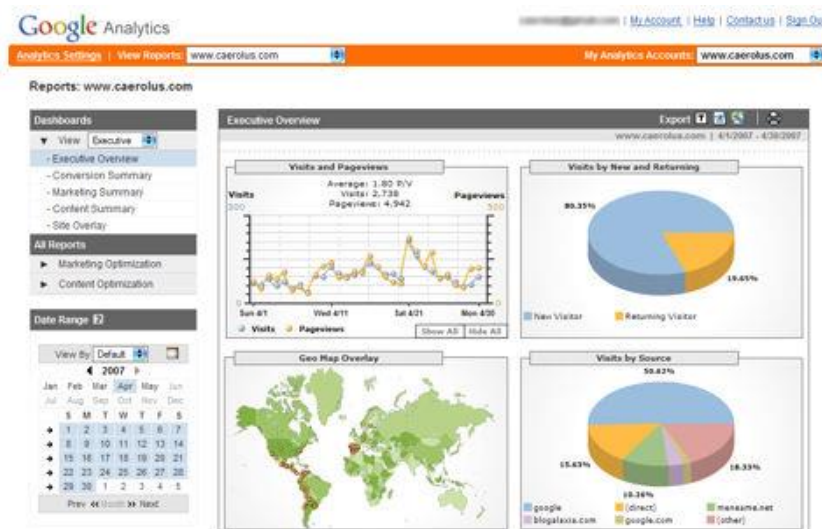 Google Analytics
My Account | Help | Contact us | Sign Ou
Analytics Settings | View Reports: www.caerolus.com
My Analytics Accounts: www.caerolus.com
Reports: www.caerolus.com
Dashboards
View Executive
- Executive Overview
- Conversion Summary
- Marketing Summary
- Content Summary
- Site Overlay
All Reports
Marketing Optimization
Content Optimization
Date Range
View By Default
2007
Jan Feb Mar Apr May Jun
Jul Aug Sep Oct Nov Dec
S M T W T F S
1 2 3 4 5 6 7
8 9 10 11 12 13 14
15 16 17 18 19 20 21
22 23 24 25 26 27 28
29 30 1 2 3 4 5
Prev Month Next
Executive Overview
Export
www.caerolus.com | 4/1/2007 - 4/30/2007
Visits and Pageviews
Average: 1.80 P/V
Visits: 2,738
Pageviews: 4,942
Visits
Pageviews
300
500
0
0
Sun 4/1 Wed 4/11 Sat 4/21 Mon 4/30
Visits Pageviews
Show All Hide All
Visits by New and Returning
80.35%
19.65%
New Visitor Returning Visitor
Geo Map Overlay
Visits by Source
50.62%
15.63%
10.26%
18.33%
google (direct) meneame.net
blogalaxia.com google.com (other)